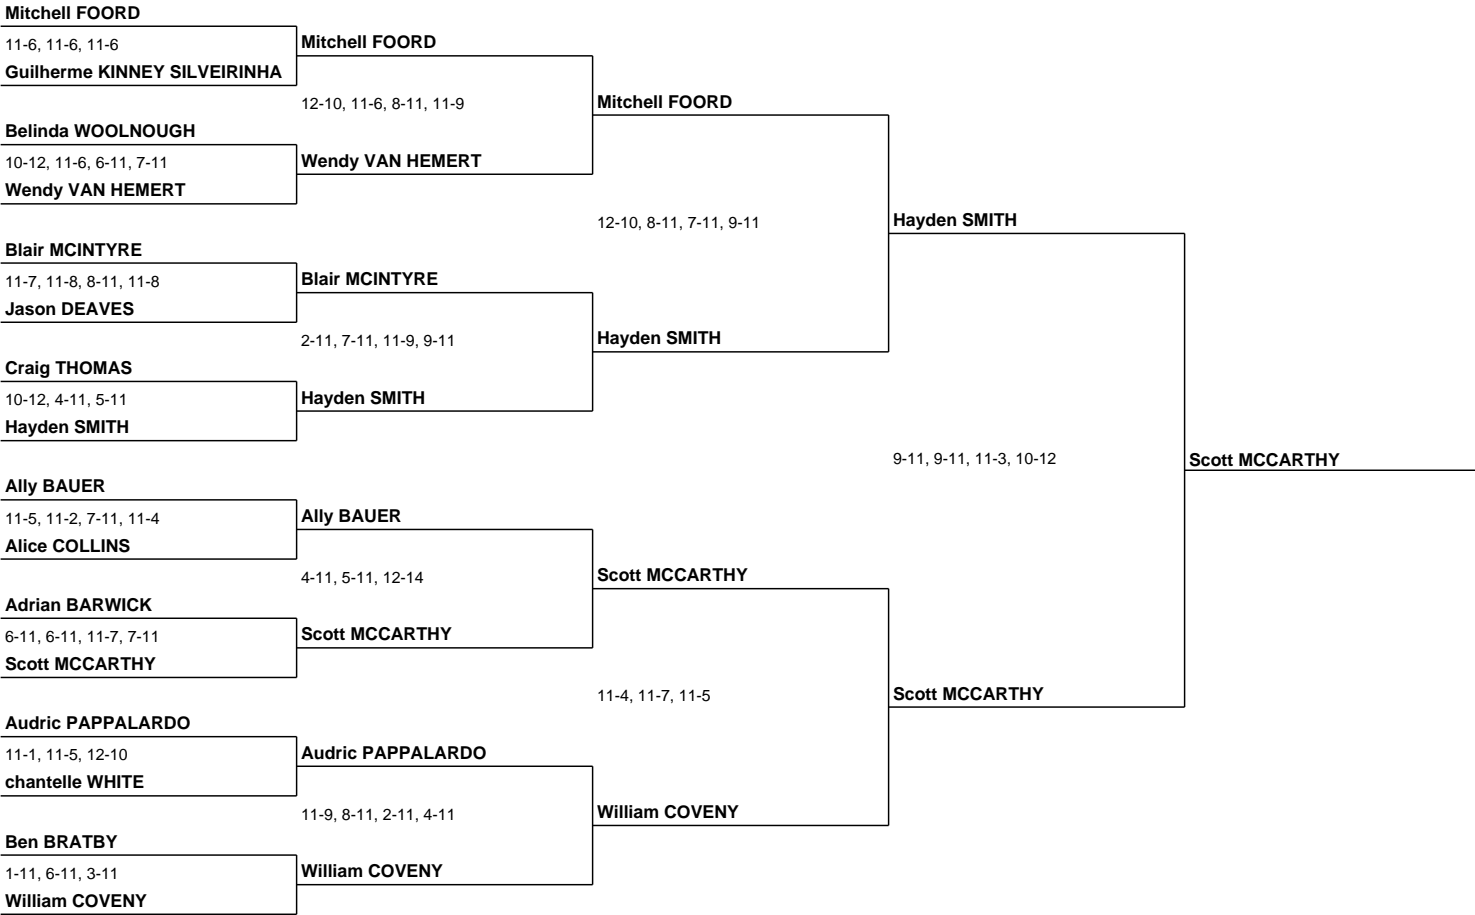 Mitchell FOORD
11-6, 11-6, 11-6
Guilherme KINNEY SILVEIRINHA
Belinda WOOLNOUGH
10-12, 11-6, 6-11, 7-11
Wendy VAN HEMERT
Blair MCINTYRE
11-7, 11-8, 8-11, 11-8
Jason DEAVES
Craig THOMAS
10-12, 4-11, 5-11
Hayden SMITH
Ally BAUER
11-5, 11-2, 7-11, 11-4
Alice COLLINS
Adrian BARWICK
6-11, 6-11, 11-7, 7-11
Scott MCCARTHY
Audric PAPPALARDO
11-1, 11-5, 12-10
chantelle WHITE
Ben BRATBY
1-11, 6-11, 3-11
William COVENY
Mitchell FOORD
12-10, 11-6, 8-11, 11-9
Wendy VAN HEMERT
Blair MCINTYRE
2-11, 7-11, 11-9, 9-11
Hayden SMITH
Ally BAUER
4-11, 5-11, 12-14
Scott MCCARTHY
Audric PAPPALARDO
11-9, 8-11, 2-11, 4-11
William COVENY
Mitchell FOORD
12-10, 8-11, 7-11, 9-11
Hayden SMITH
Scott MCCARTHY
11-4, 11-7, 11-5
William COVENY
Hayden SMITH
9-11, 9-11, 11-3, 10-12
Scott MCCARTHY
Scott MCCARTHY